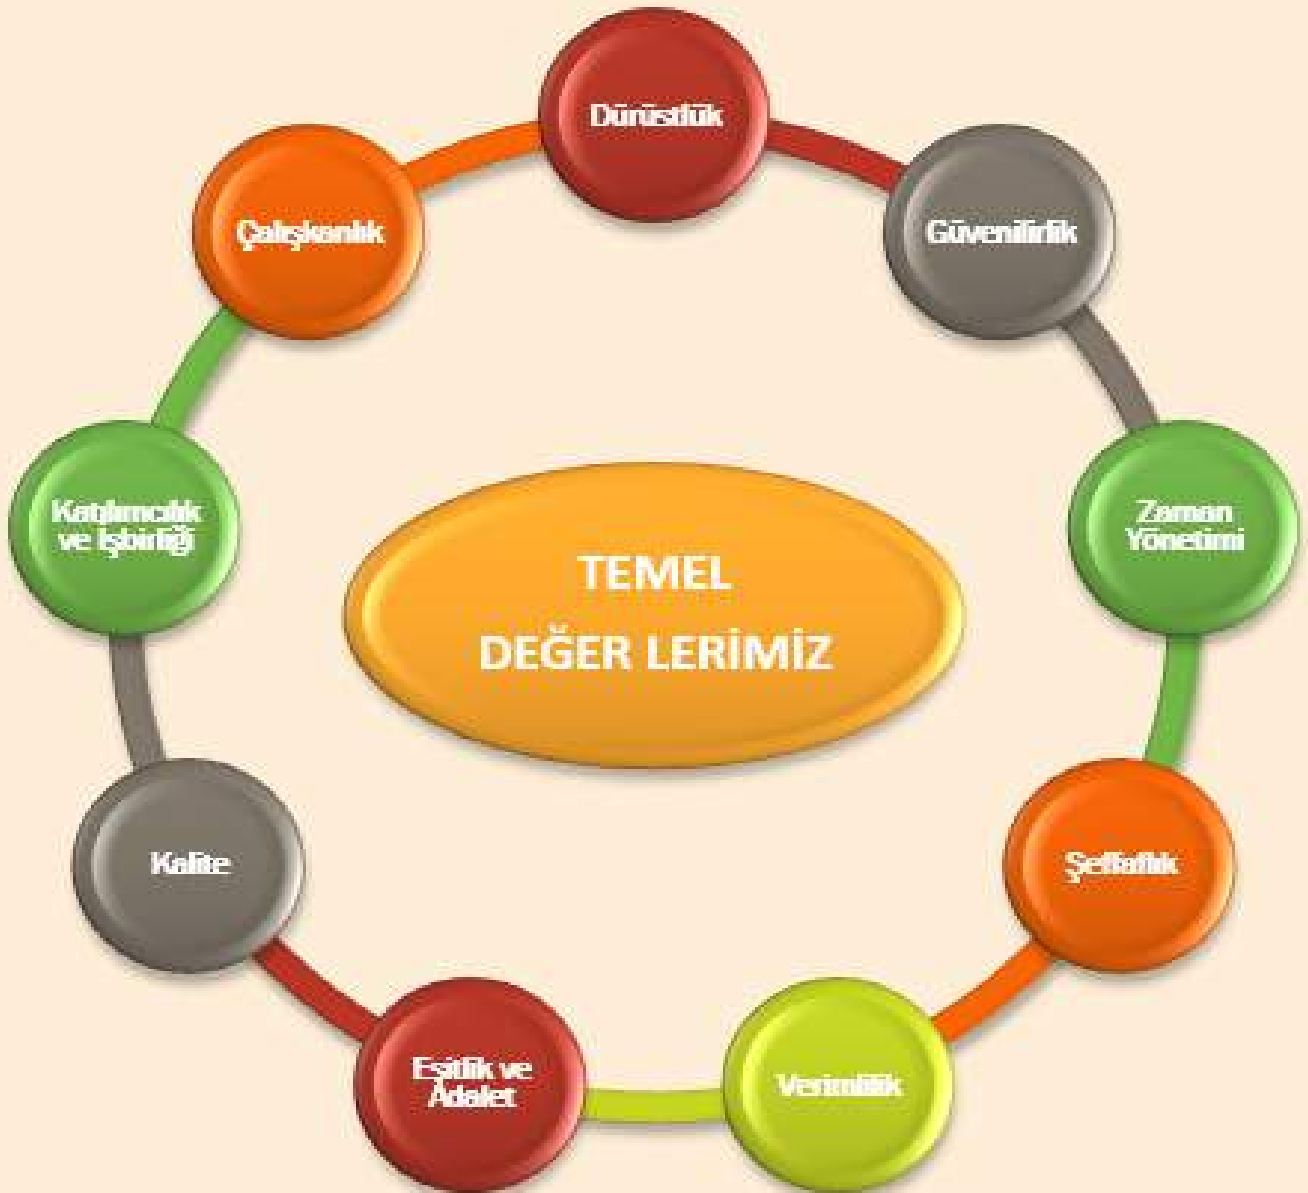 Dürüstlük
Güvenilirlik
Zaman
Yönetimi
Şeffaflık
Verimlilik
Eşitlik ve
Adalet
Kalite
Katılımcılık
ve İşbirliği
Çalışkanlık
TEMEL
DEĞER LERİMİZ